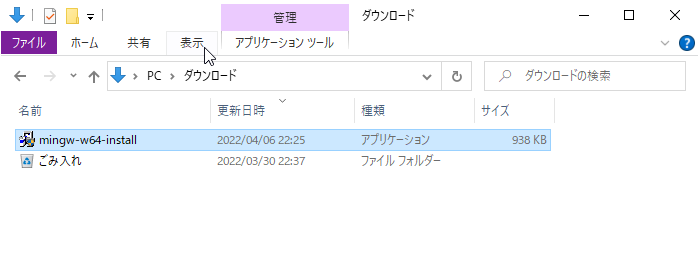 管理
ダウンロード
ファイル
ホーム
共有
表示
アプリケーション ツール
PC
ダウンロード
ダウンロードの検索
名前
更新日時
種類
サイズ
mingw-w64-install
2022/04/06 22:25
アプリケーション
938 KB
ごみ入れ
2022/03/30 22:37
ファイル フォルダー